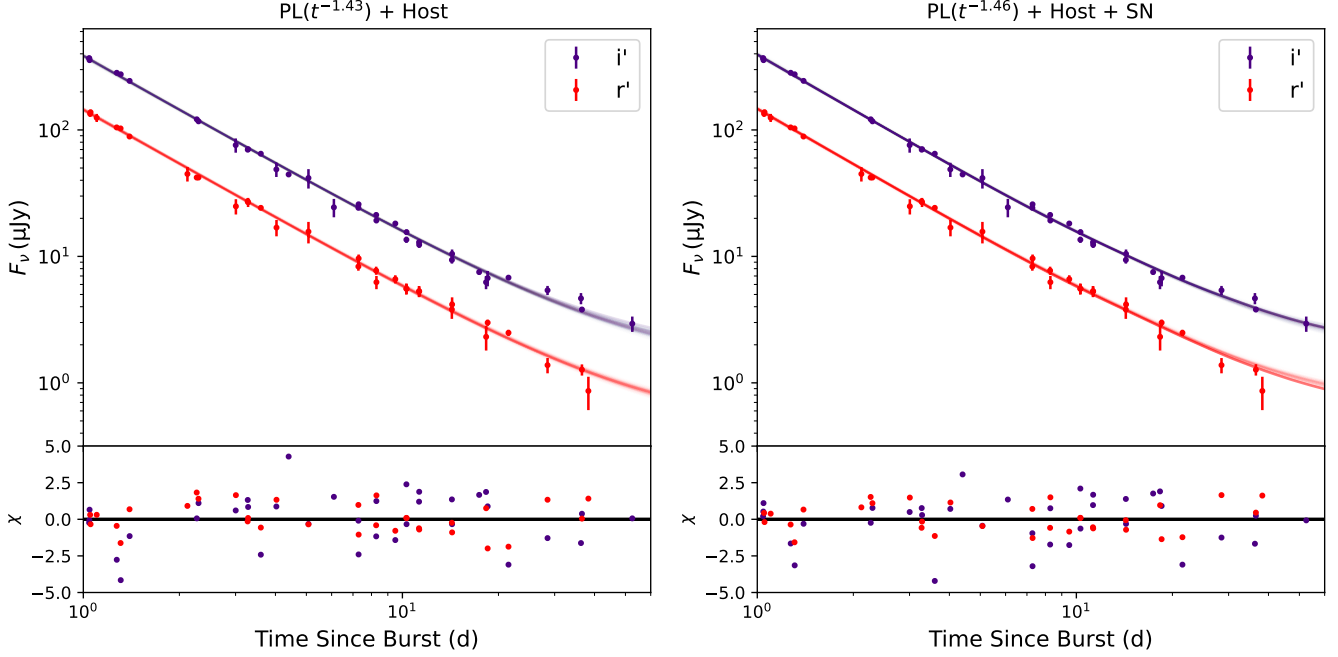 PL(t^{-1.43}) + Host
PL(t^{-1.46}) + Host + SN
i'
r'
10^2
10^1
10^0
F_ν (μJy)
5.0
2.5
0.0
−2.5
−5.0
χ
10^0
10^1
Time Since Burst (d)
i'
r'
10^2
10^1
10^0
F_ν (μJy)
5.0
2.5
0.0
−2.5
−5.0
χ
10^0
10^1
Time Since Burst (d)